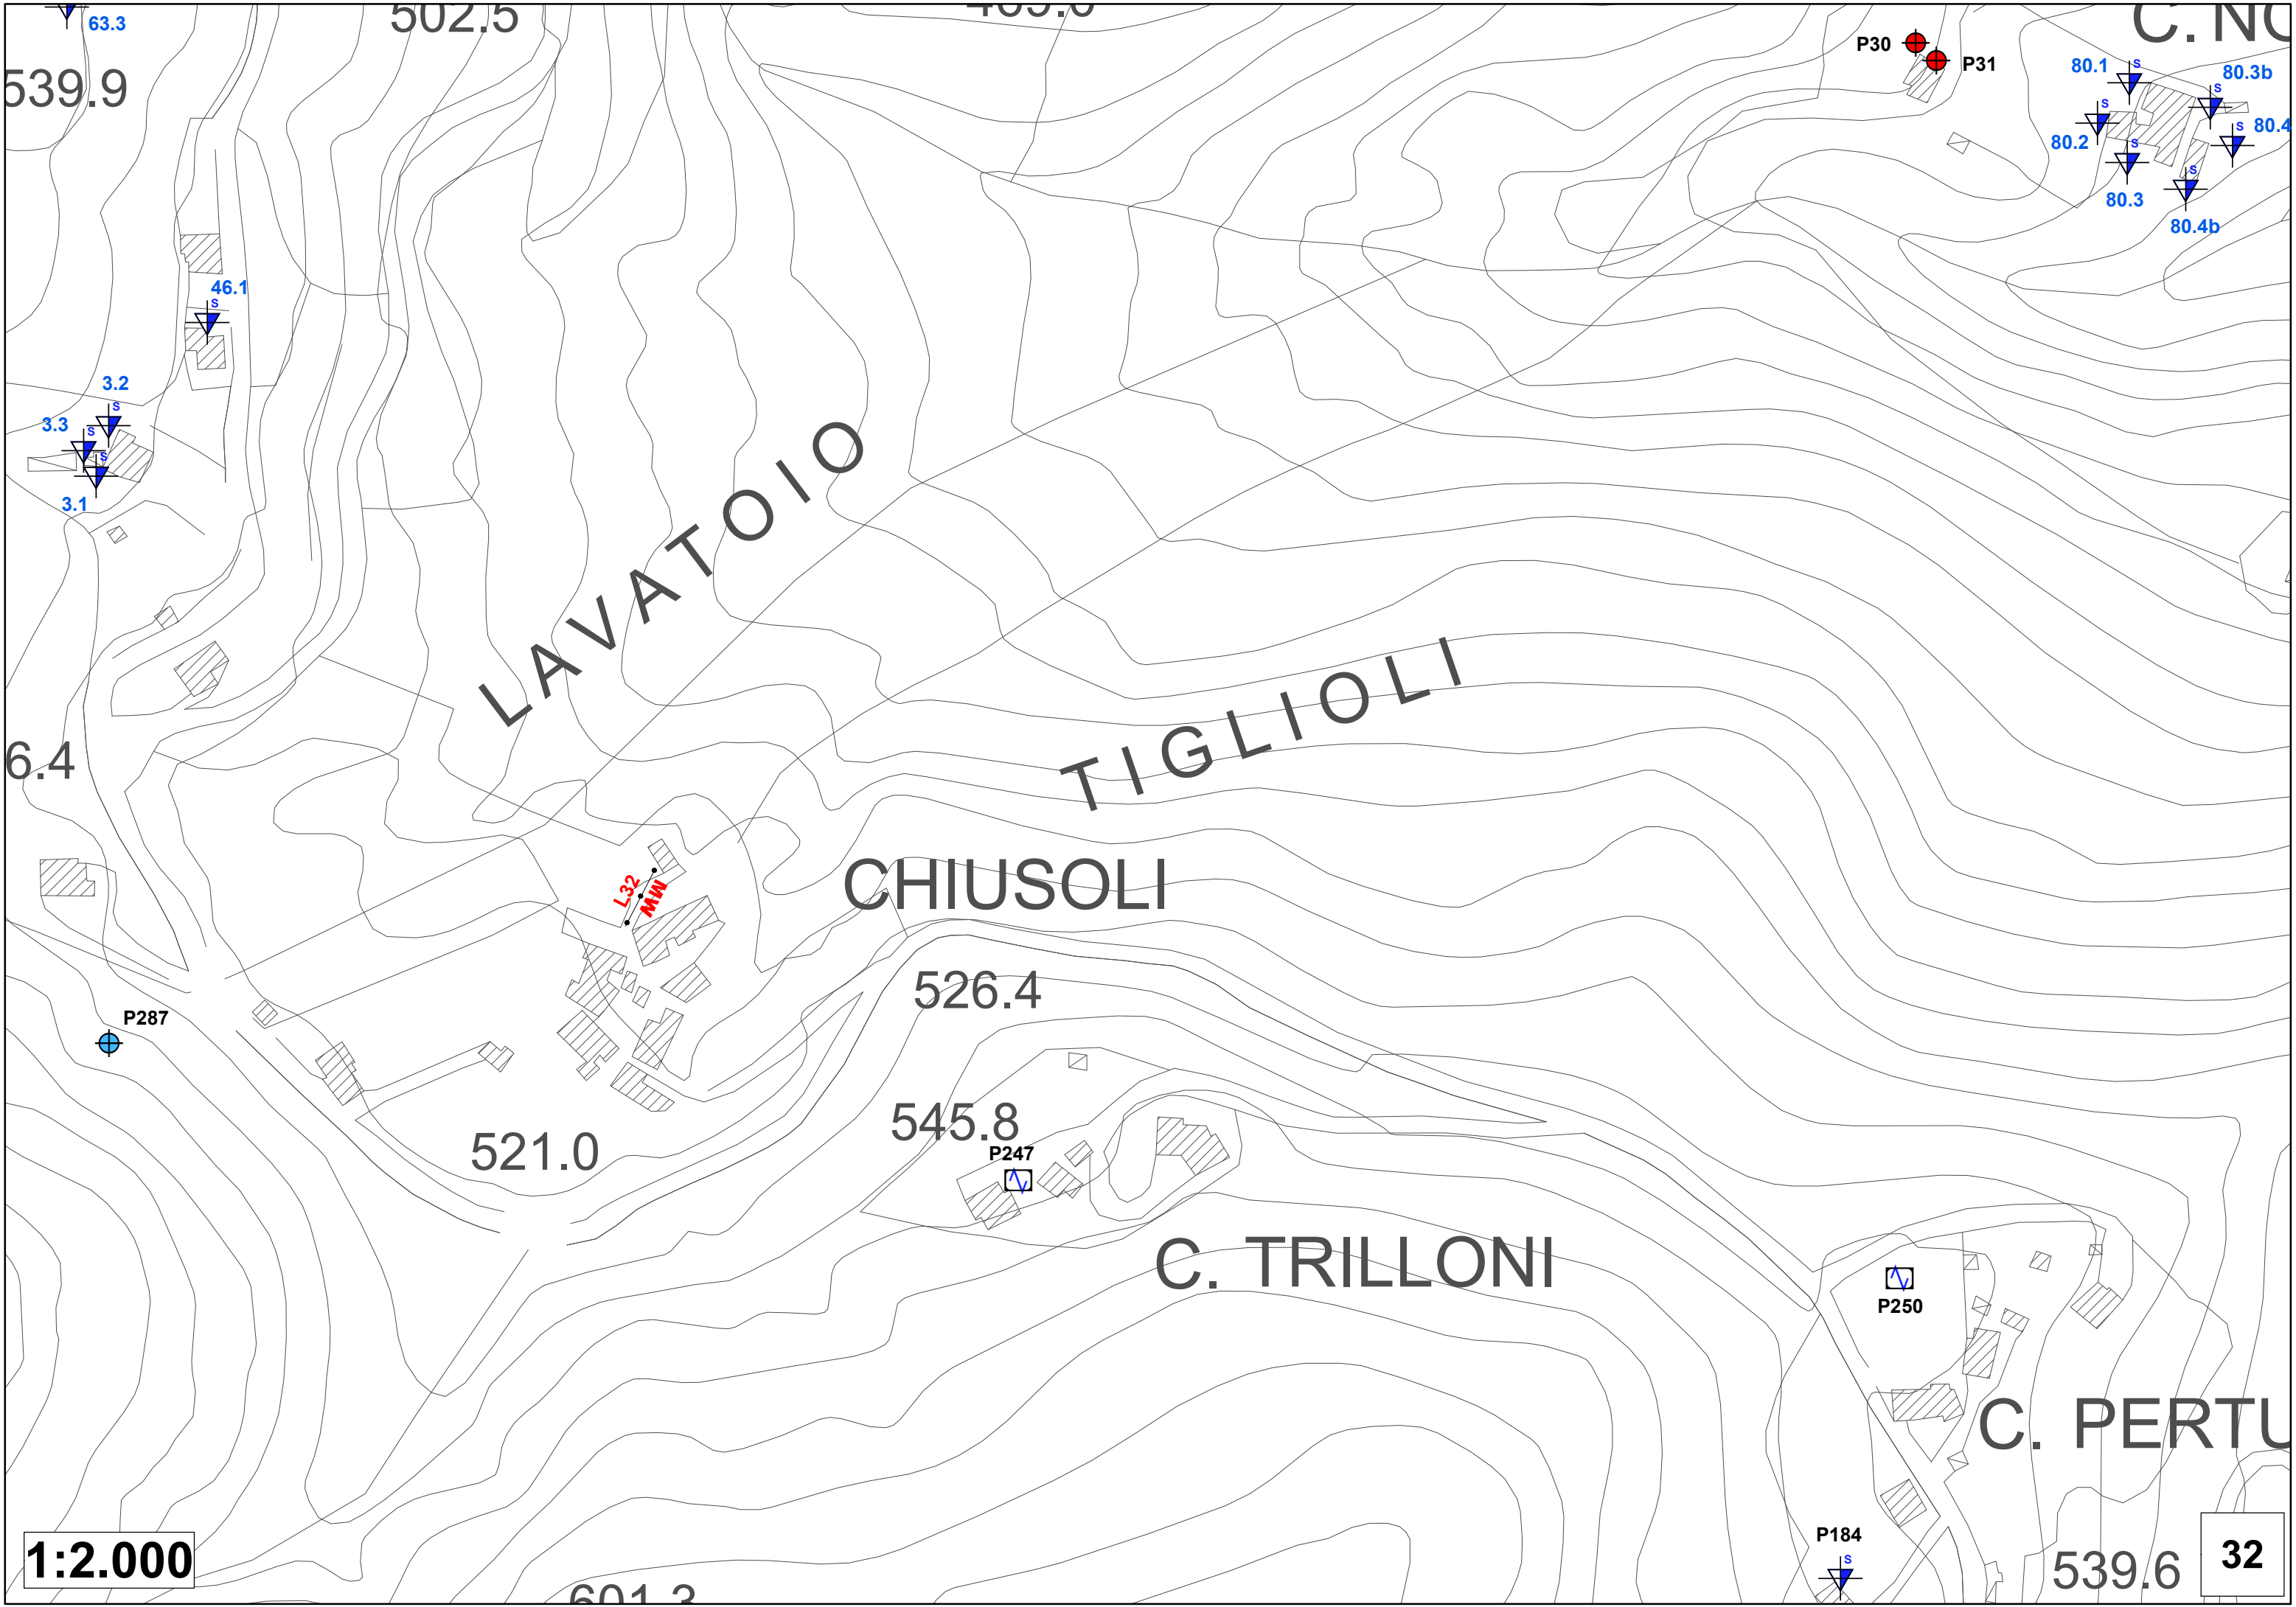 63.3
502.5
P30
P31
C. NO
80.1
80.3b
539.9
80.2
80.4
80.3
80.4b
S
S
S
S
S
S
46.1
S
3.2
S
3.3
S
S
3.1
LAVATOIO
TIGLIOLI
6.4
CHIUSOLI
L32
MW
526.4
P287
545.8
521.0
P247
C. TRILLONI
P250
C. PERTU
P184
S
1:2.000
539.6
32
601.3